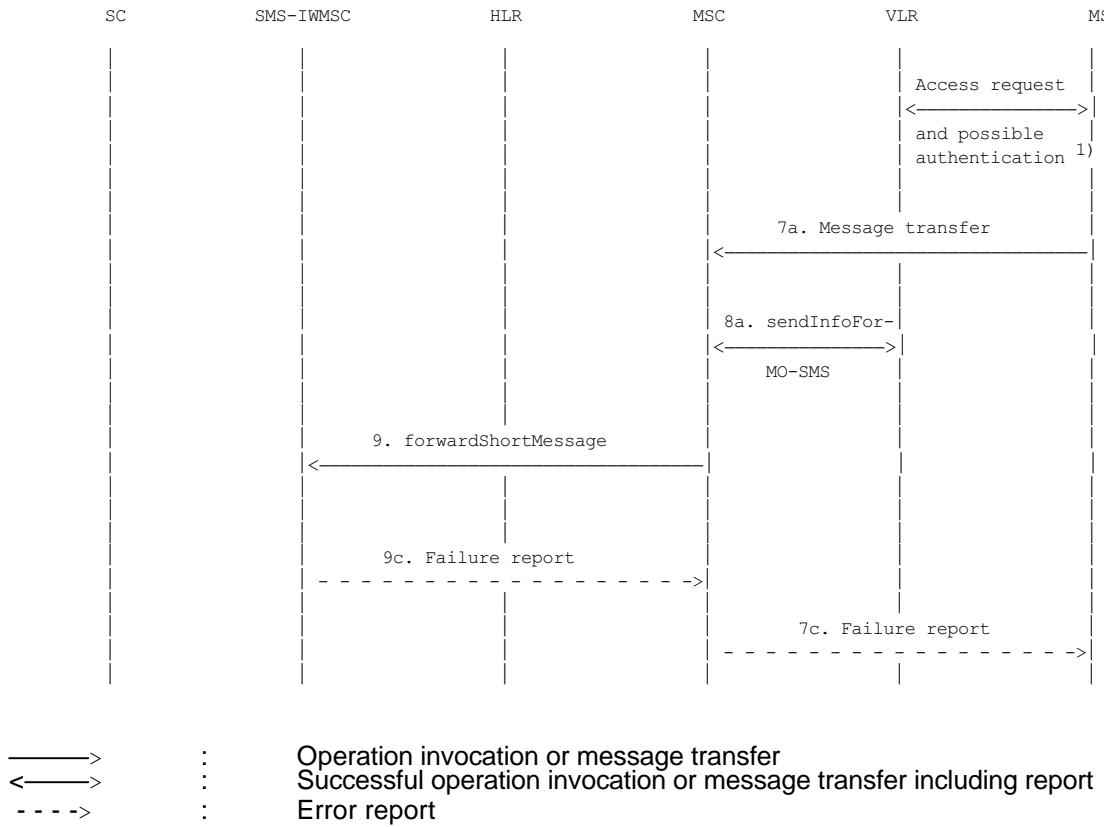 SC SMS-IWMSC HLR MSC VLR MS
Access request
and possible
authentication 1)
7a. Message transfer
8a. sendInfoFor-
MO-SMS
9. forwardShortMessage
9c. Failure report
7c. Failure report
: Operation invocation or message transfer
: Successful operation invocation or message transfer including report
: Error report